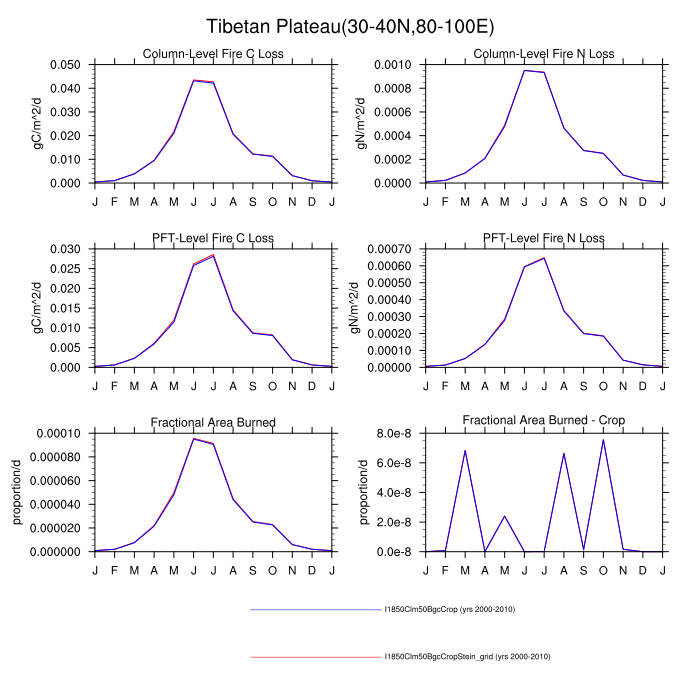 Tibetan Plateau(30-40N,80-100E)
Column-Level Fire C Loss
gC/m^2/d
0.050
0.040
0.030
0.020
0.010
0.000
J F M A M J J A S O N D J
Column-Level Fire N Loss
gN/m^2/d
0.0010
0.0008
0.0006
0.0004
0.0002
0.0000
J F M A M J J A S O N D J
PFT-Level Fire C Loss
gC/m^2/d
0.030
0.025
0.020
0.015
0.010
0.005
0.000
J F M A M J J A S O N D J
PFT-Level Fire N Loss
gN/m^2/d
0.00070
0.00060
0.00050
0.00040
0.00030
0.00020
0.00010
0.00000
J F M A M J J A S O N D J
Fractional Area Burned
proportion/d
0.00010
0.000080
0.000060
0.000040
0.000020
0.000000
J F M A M J J A S O N D J
Fractional Area Burned - Crop
proportion/d
8.0e-8
6.0e-8
4.0e-8
2.0e-8
0.0e-8
J F M A M J J A S O N D J
I1850Clm50BgcCrop (yrs 2000-2010)
I1850Clm50BgcCropStein_grid (yrs 2000-2010)